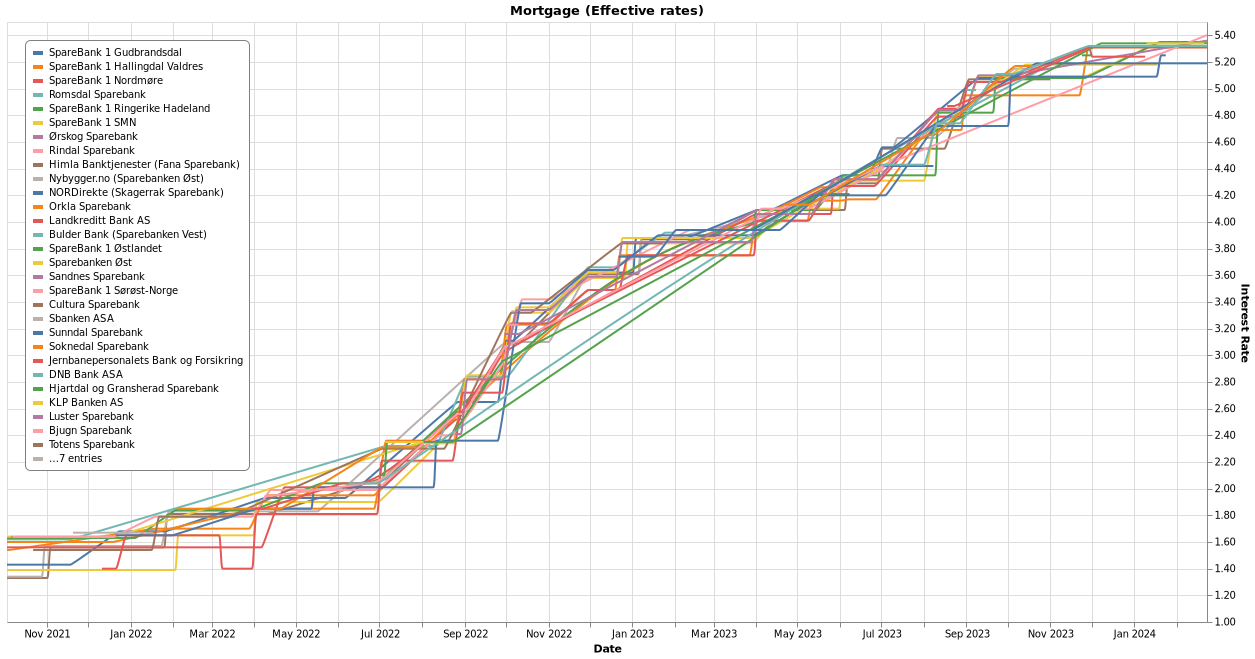 Mortgage (Effective rates)
SpareBank 1 Gudbrandsdal
SpareBank 1 Hallingdal Valdres
SpareBank 1 Nordmøre
Romsdal Sparebank
SpareBank 1 Ringerike Hadeland
SpareBank 1 SMN
Ørskog Sparebank
Rindal Sparebank
Himla Banktjenester (Fana Sparebank)
Nybygger.no (Sparebanken Øst)
NORDirekte (Skagerrak Sparebank)
Orkla Sparebank
Landkreditt Bank AS
Bulder Bank (Sparebanken Vest)
SpareBank 1 Østlandet
Sparebanken Øst
Sandnes Sparebank
SpareBank 1 Sørøst-Norge
Cultura Sparebank
Sbanken ASA
Sunndal Sparebank
Soknedal Sparebank
Jernbanepersonalets Bank og Forsikring
DNB Bank ASA
Hjartdal og Gransherad Sparebank
KLP Banken AS
Luster Sparebank
Bjugn Sparebank
Totens Sparebank
...7 entries
5.40
5.20
5.00
4.80
4.60
4.40
4.20
4.00
3.80
3.60
3.40
3.20
3.00
2.80
2.60
2.40
2.20
2.00
1.80
1.60
1.40
1.20
1.00
Interest Rate
Nov 2021 Jan 2022 Mar 2022 May 2022 Jul 2022 Sep 2022 Nov 2022 Jan 2023 Mar 2023 May 2023 Jul 2023 Sep 2023 Nov 2023 Jan 2024
Date